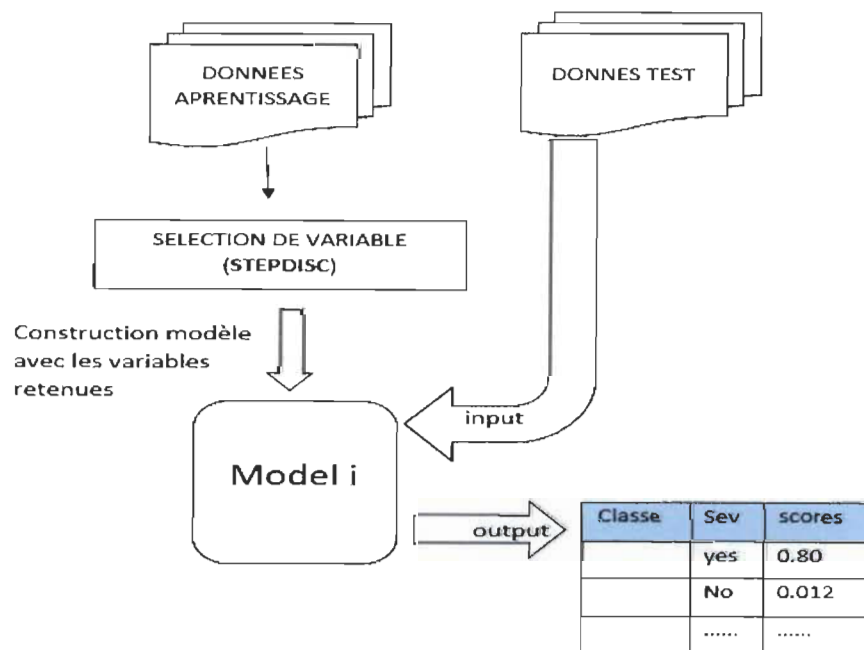 DONNEES
APRENTISSAGE
DONNES TEST
SELECTION DE VARIABLE
(STEPDISC)
Construction modèle
avec les variables
retenues
input
Model i
output
Classe Sev scores
yes 0.80
No 0.012
...... ......